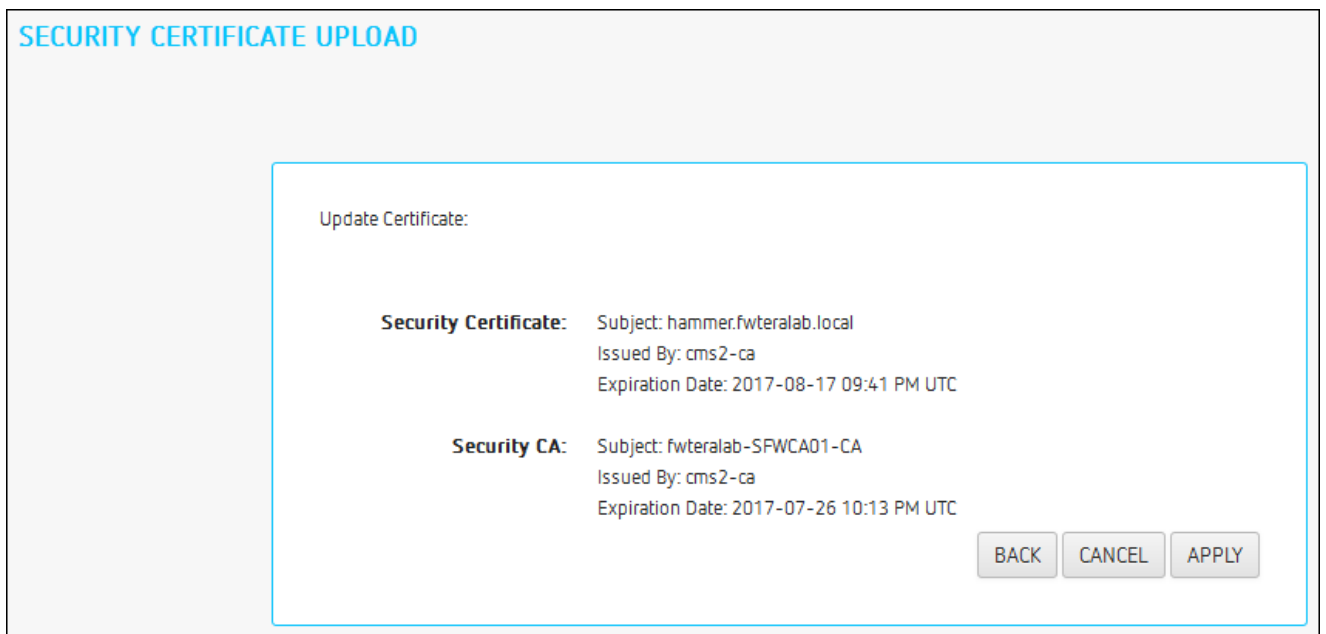 SECURITY CERTIFICATE UPLOAD
Update Certificate:
Security Certificate: Subject: hammer.fwteralab.local
Issued By: cms2-ca
Expiration Date: 2017-08-17 09:41 PM UTC
Security CA: Subject: fwteralab-SFWCA01-CA
Issued By: cms2-ca
Expiration Date: 2017-07-26 10:13 PM UTC
BACK CANCEL APPLY